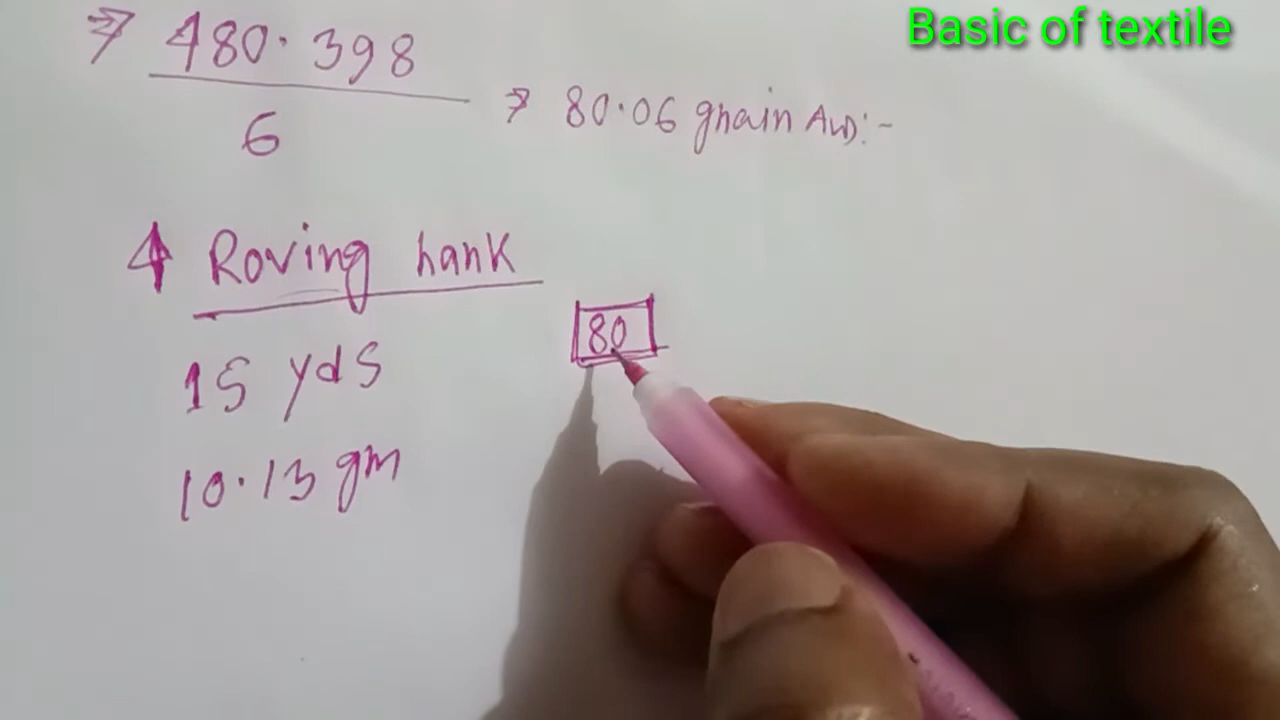 Basic of textile
⇒ 480.398
6
⇒ 80.06 grain Ans:-
4 Roving hank
80
15 yds
10.13 gm